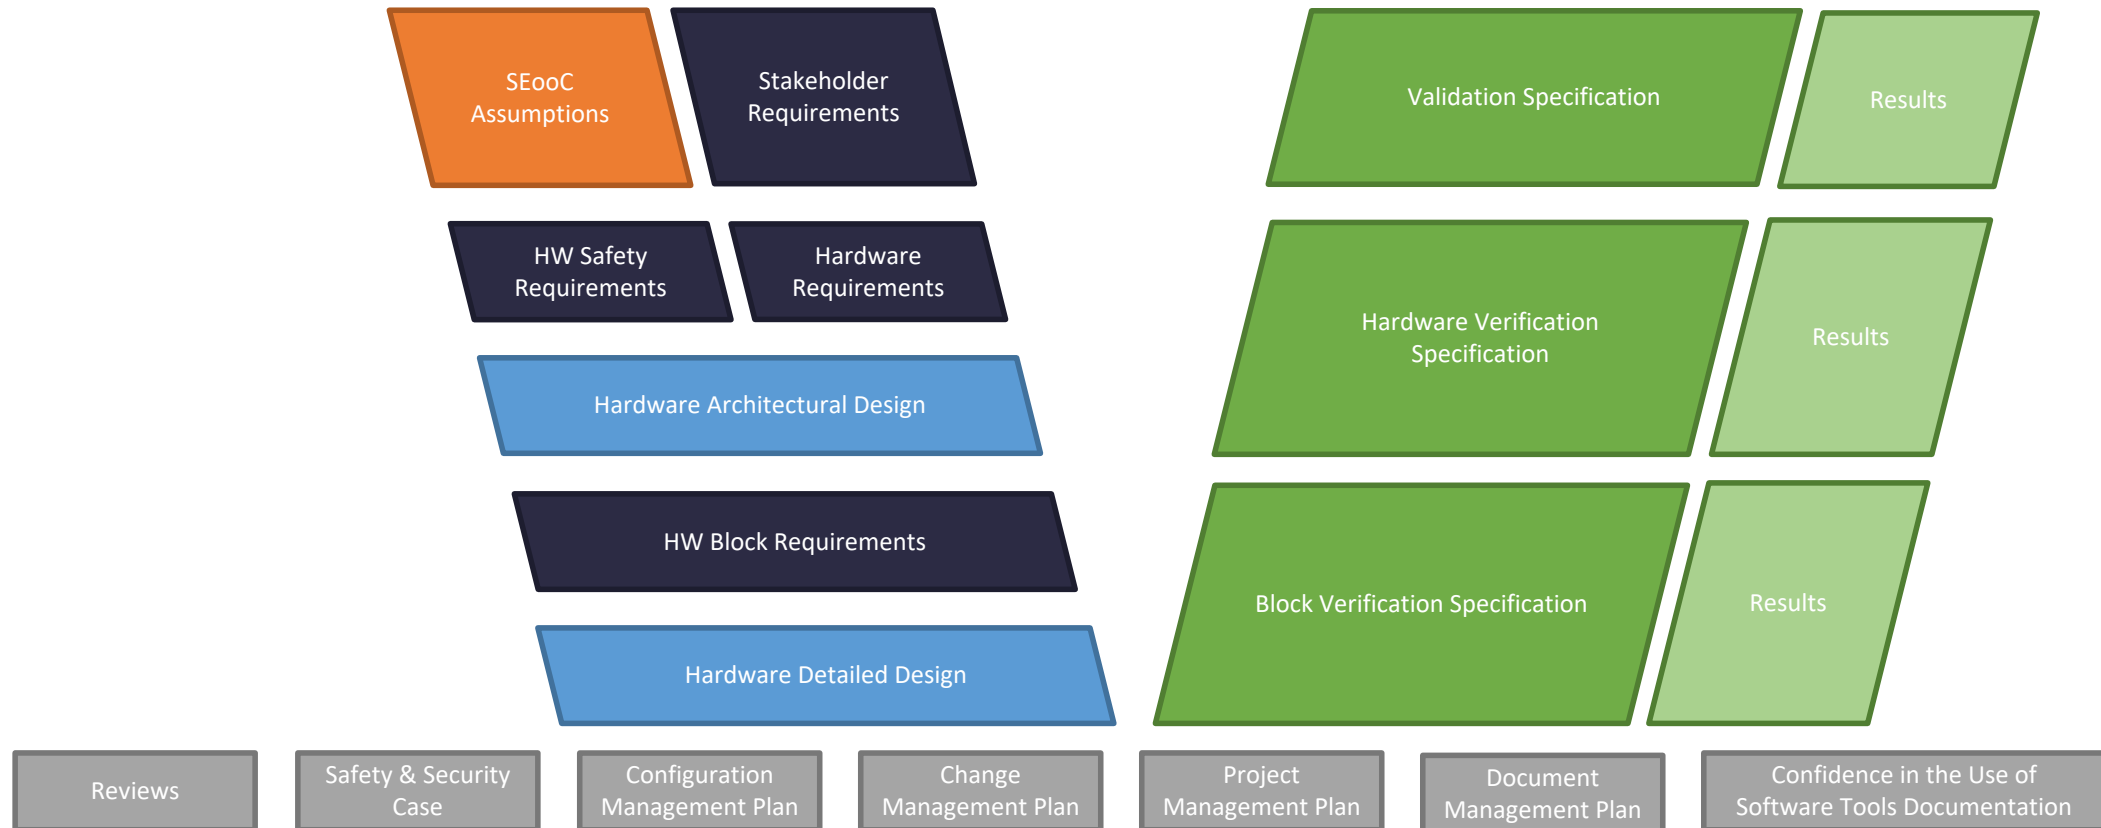 SEooC
Assumptions
Stakeholder
Requirements
Validation Specification
Results
HW Safety
Requirements
Hardware
Requirements
Hardware Verification
Specification
Results
Hardware Architectural Design
HW Block Requirements
Block Verification Specification
Results
Hardware Detailed Design
Reviews
Safety & Security
Case
Configuration
Management Plan
Change
Management Plan
Project
Management Plan
Document
Management Plan
Confidence in the Use of
Software Tools Documentation